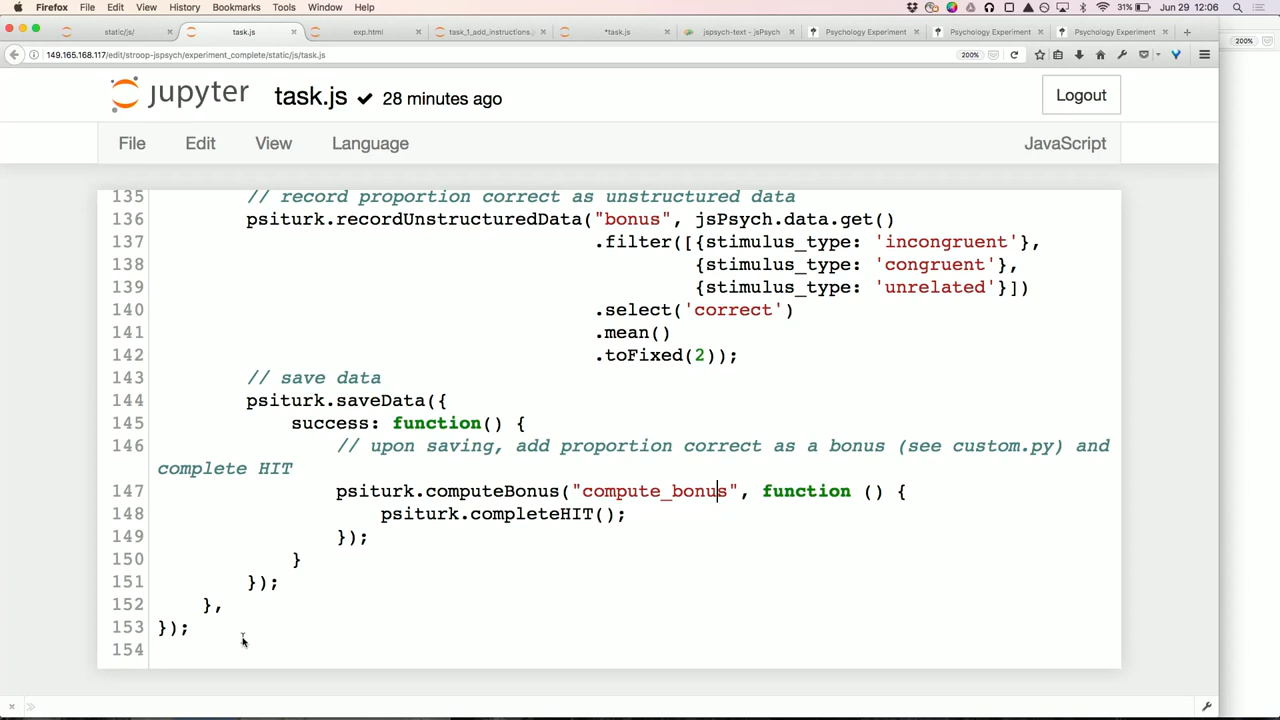 Firefox File Edit View History Bookmarks Tools Window Help 31% Jun 29 12:06
static/js/ task.js exp.html task_1_add_instructions. *task.js jspsych-text - jsPsych Psychology Experiment Psychology Experiment Psychology Experiment
149.165.168.117/edit/stroop-jspsych/experiment_complete/static/js/task.js 200% 200%
jupyter task.js 28 minutes ago Logout
File Edit View Language JavaScript
135 // record proportion correct as unstructured data
136 psiturk.recordUnstructuredData("bonus", jsPsych.data.get()
137 .filter([{stimulus_type: 'incongruent'},
138 {stimulus_type: 'congruent'},
139 {stimulus_type: 'unrelated'}])
140 .select('correct')
141 .mean()
142 .toFixed(2));
143 // save data
144 psiturk.saveData({
145 success: function() {
146 // upon saving, add proportion correct as a bonus (see custom.py) and
complete HIT
147 psiturk.computeBonus("compute_bonus", function () {
148 psiturk.completeHIT();
149 });
150 }
151 });
152 },
153 });
154